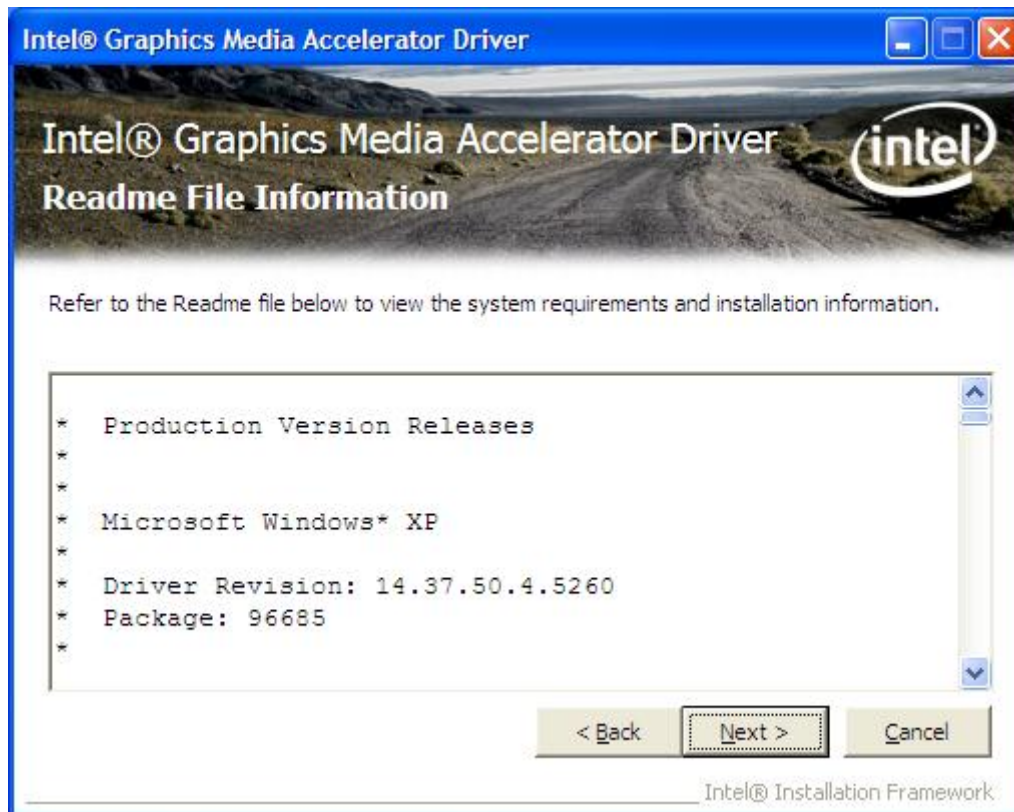 Intel® Graphics Media Accelerator Driver
Intel® Graphics Media Accelerator Driver
intel
Readme File Information
Refer to the Readme file below to view the system requirements and installation information.
* Production Version Releases
*
*
* Microsoft Windows* XP
*
* Driver Revision: 14.37.50.4.5260
* Package: 96685
*
< Back Next > Cancel
Intel® Installation Framework